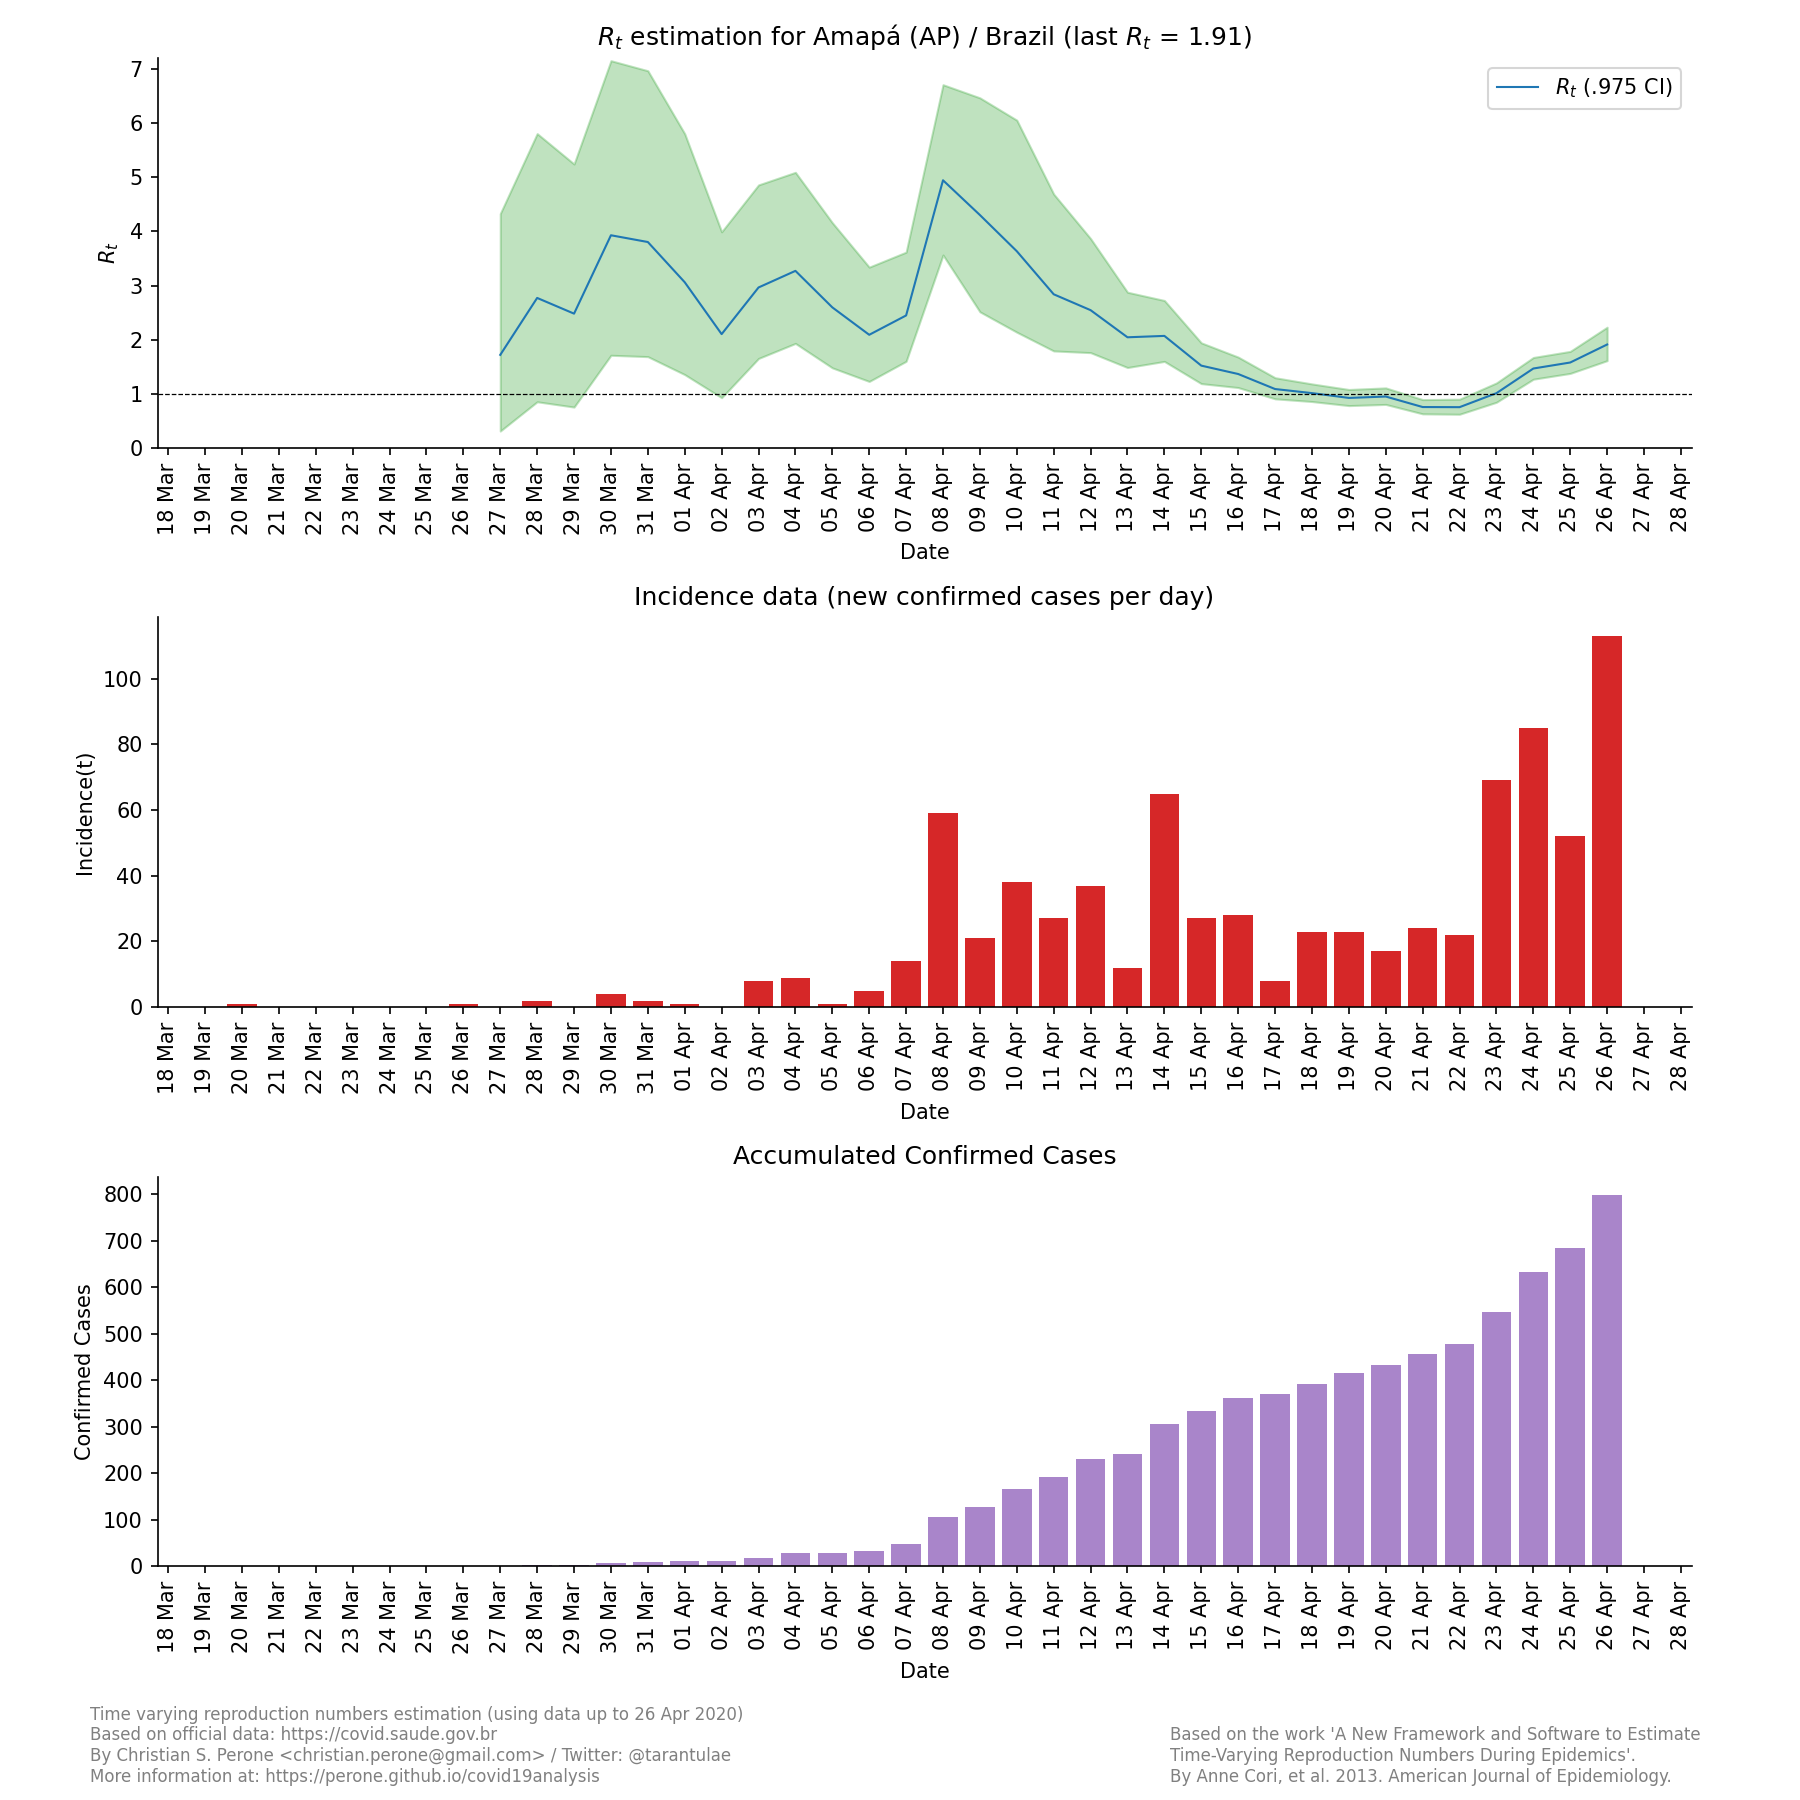 R_t estimation for Amapá (AP) / Brazil (last R_t = 1.91)
R_t (.975 CI)
R_t
7
6
5
4
3
2
1
0
18 Mar 19 Mar 20 Mar 21 Mar 22 Mar 23 Mar 24 Mar 25 Mar 26 Mar 27 Mar 28 Mar 29 Mar 30 Mar 31 Mar 01 Apr 02 Apr 03 Apr 04 Apr 05 Apr 06 Apr 07 Apr 08 Apr 09 Apr 10 Apr 11 Apr 12 Apr 13 Apr 14 Apr 15 Apr 16 Apr 17 Apr 18 Apr 19 Apr 20 Apr 21 Apr 22 Apr 23 Apr 24 Apr 25 Apr 26 Apr 27 Apr 28 Apr
Date
Incidence data (new confirmed cases per day)
Incidence(t)
100
80
60
40
20
0
18 Mar 19 Mar 20 Mar 21 Mar 22 Mar 23 Mar 24 Mar 25 Mar 26 Mar 27 Mar 28 Mar 29 Mar 30 Mar 31 Mar 01 Apr 02 Apr 03 Apr 04 Apr 05 Apr 06 Apr 07 Apr 08 Apr 09 Apr 10 Apr 11 Apr 12 Apr 13 Apr 14 Apr 15 Apr 16 Apr 17 Apr 18 Apr 19 Apr 20 Apr 21 Apr 22 Apr 23 Apr 24 Apr 25 Apr 26 Apr 27 Apr 28 Apr
Date
Accumulated Confirmed Cases
Confirmed Cases
800
700
600
500
400
300
200
100
0
18 Mar 19 Mar 20 Mar 21 Mar 22 Mar 23 Mar 24 Mar 25 Mar 26 Mar 27 Mar 28 Mar 29 Mar 30 Mar 31 Mar 01 Apr 02 Apr 03 Apr 04 Apr 05 Apr 06 Apr 07 Apr 08 Apr 09 Apr 10 Apr 11 Apr 12 Apr 13 Apr 14 Apr 15 Apr 16 Apr 17 Apr 18 Apr 19 Apr 20 Apr 21 Apr 22 Apr 23 Apr 24 Apr 25 Apr 26 Apr 27 Apr 28 Apr
Date
Time varying reproduction numbers estimation (using data up to 26 Apr 2020)
Based on official data: https://covid.saude.gov.br
By Christian S. Perone <christian.perone@gmail.com> / Twitter: @tarantulae
More information at: https://perone.github.io/covid19analysis
Based on the work 'A New Framework and Software to Estimate
Time-Varying Reproduction Numbers During Epidemics'.
By Anne Cori, et al. 2013. American Journal of Epidemiology.